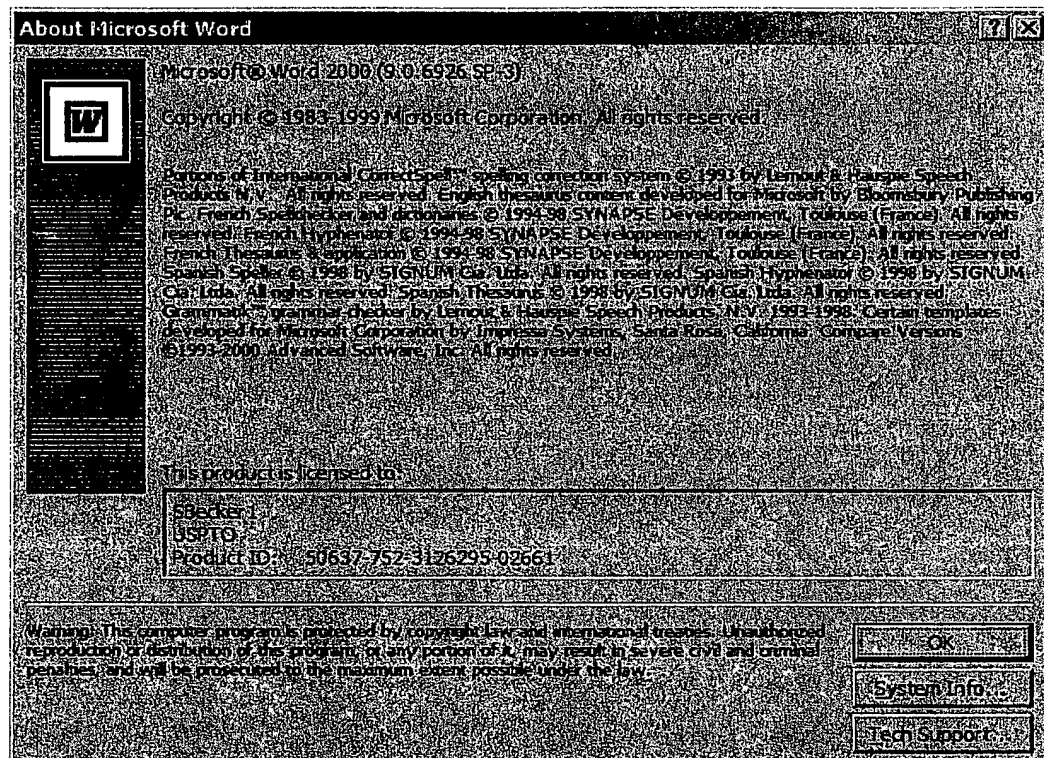 About Microsoft Word
W
Microsoft® Word 2000 (9.0.6926 SP-3)
Copyright © 1983-1999 Microsoft Corporation. All rights reserved.
Portions of International CorrectSpell™ spelling correction system © 1993 by Lernout & Hauspie Speech
Products N.V. All rights reserved. English thesaurus content developed for Microsoft by Bloomsbury Publishing
Plc. French Spellchecker and dictionaries © 1994-98 SYNAPSE Développement, Toulouse (France). All rights
reserved. French Hyphenator © 1994-98 SYNAPSE Développement, Toulouse (France). All rights reserved.
French Thesaurus & application © 1994-98 SYNAPSE Développement, Toulouse (France). All rights reserved.
Spanish Speller © 1998 by SIGNUM Cía. Ltda. All rights reserved. Spanish Hyphenator © 1998 by SIGNUM
Cía. Ltda. All rights reserved. Spanish Thesaurus © 1998 by SIGNUM Cía. Ltda. All rights reserved.
Grammatik™ grammar checker by Lernout & Hauspie Speech Products, N.V. 1993-1998. Certain templates
developed for Microsoft Corporation by Impressa Systems, Santa Rosa, California. Compare Versions
©1993-2000 Advanced Software, Inc. All rights reserved.
This product is licensed to:
SBecker1
USPTO
Product ID: 50637-752-3126295-02661
Warning: This computer program is protected by copyright law and international treaties. Unauthorized
reproduction or distribution of this program, or any portion of it, may result in severe civil and criminal
penalties, and will be prosecuted to the maximum extent possible under the law.
OK
System Info...
Tech Support...